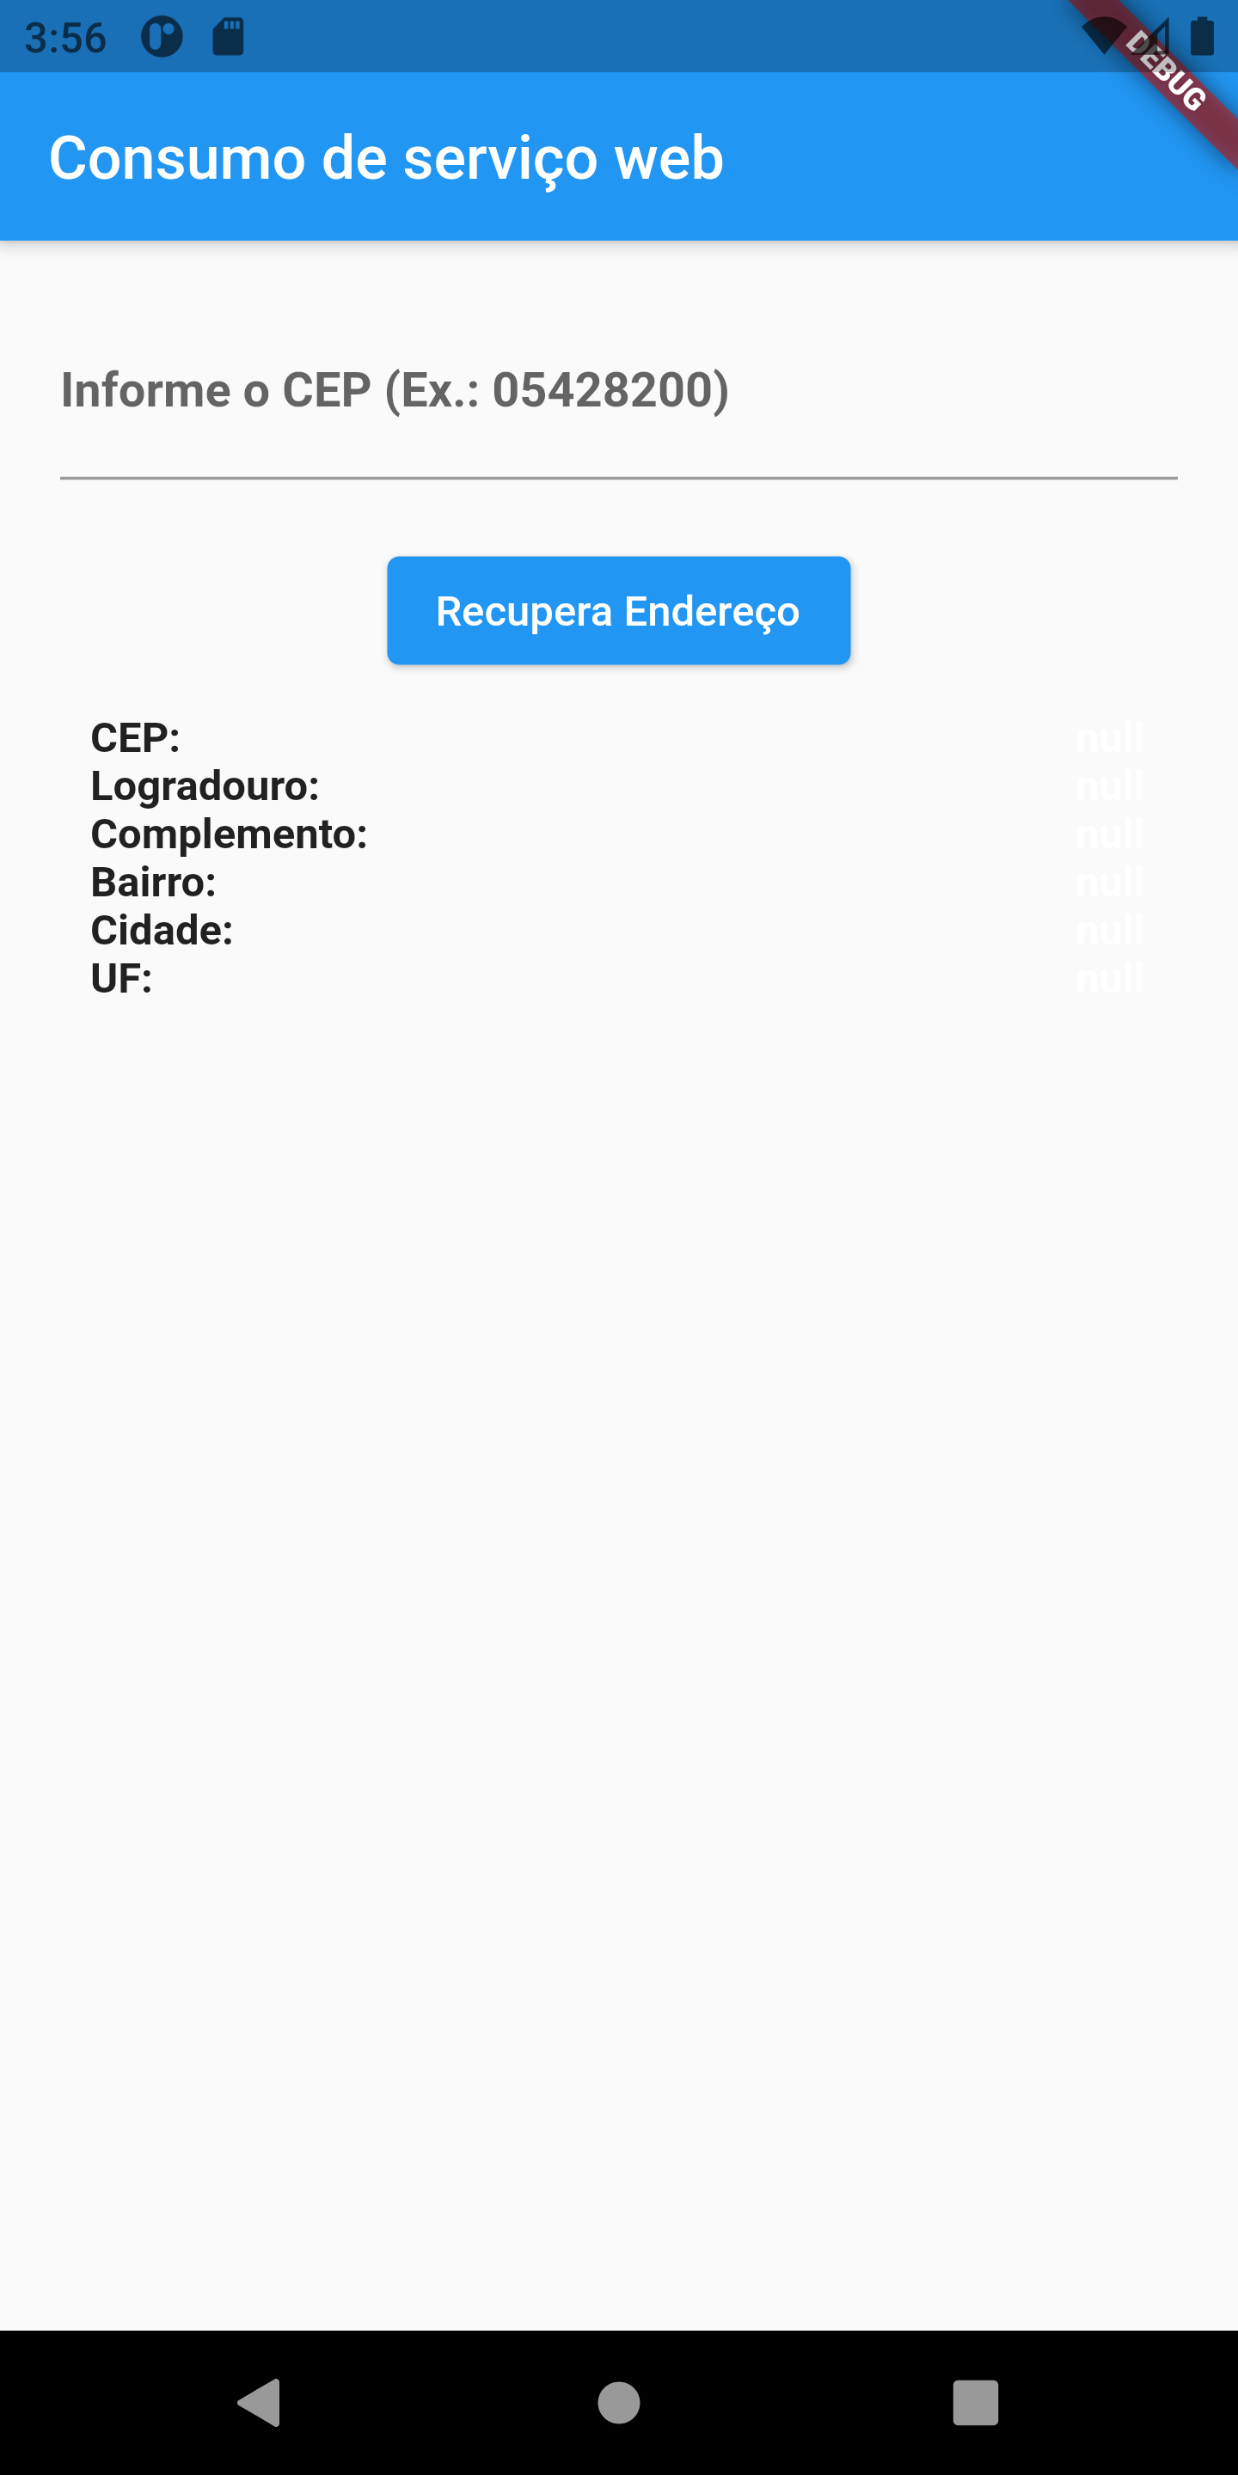 3:56
DEBUG
Consumo de serviço web
Informe o CEP (Ex.: 05428200)
Recupera Endereço
CEP: null
Logradouro: null
Complemento: null
Bairro: null
Cidade: null
UF: null